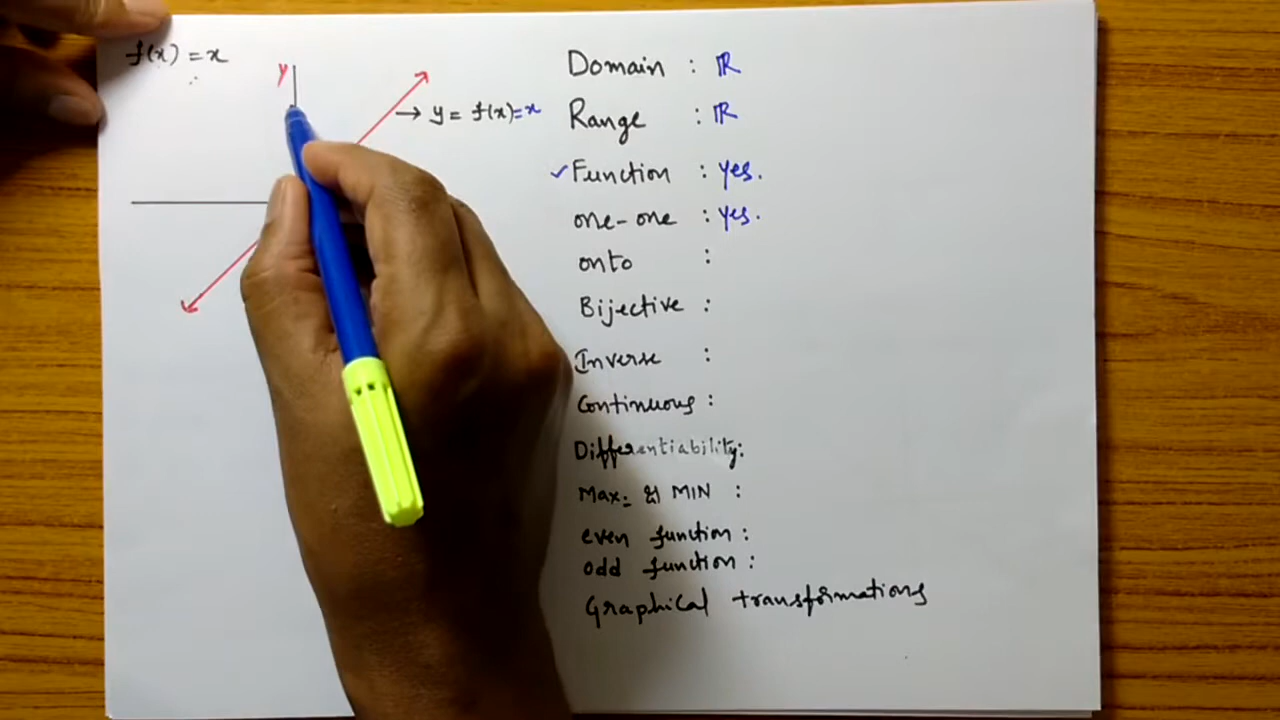 f(x) = x
y
→ y = f(x)=x
Domain : ℝ
Range : ℝ
✓Function : yes.
one-one : yes.
onto :
Bijective :
Inverse :
Continuous :
Differentiability:
Max. & MIN :
even function :
odd function :
Graphical transformations